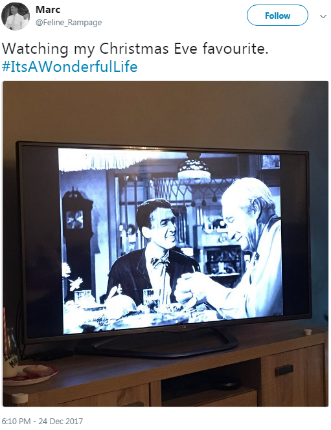 Marc
@Feline_Rampage
Follow
Watching my Christmas Eve favourite.
#ItsAWonderfulLife
6:10 PM - 24 Dec 2017